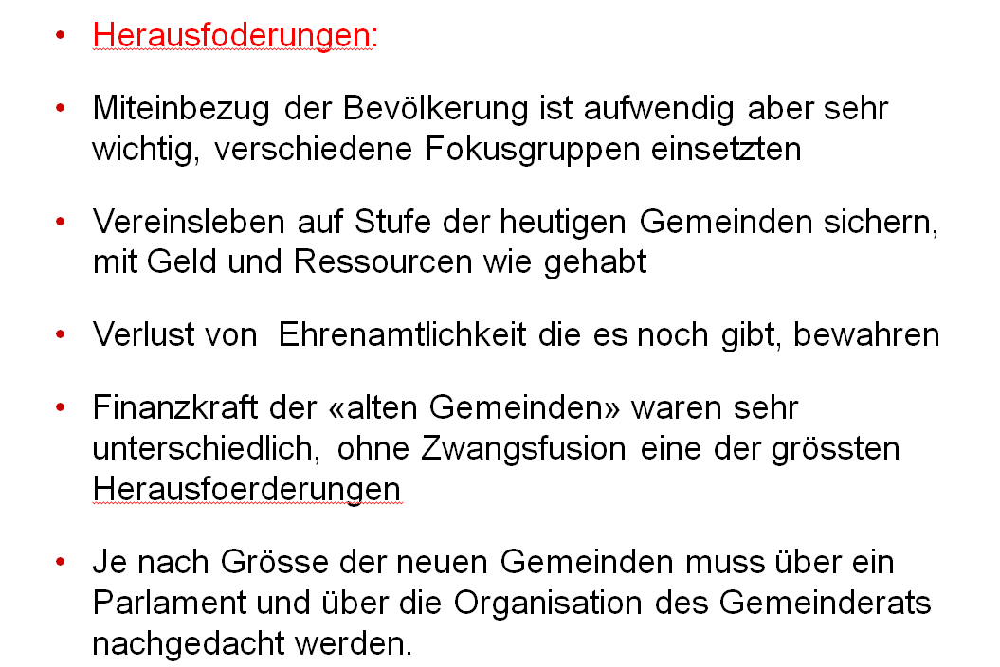 • Herausfoderungen:
• Miteinbezug der Bevölkerung ist aufwendig aber sehr
wichtig, verschiedene Fokusgruppen einsetzten
• Vereinsleben auf Stufe der heutigen Gemeinden sichern,
mit Geld und Ressourcen wie gehabt
• Verlust von  Ehrenamtlichkeit die es noch gibt, bewahren
• Finanzkraft der «alten Gemeinden» waren sehr
unterschiedlich, ohne Zwangsfusion eine der grössten
Herausfoerderungen
• Je nach Grösse der neuen Gemeinden muss über ein
Parlament und über die Organisation des Gemeinderats
nachgedacht werden.